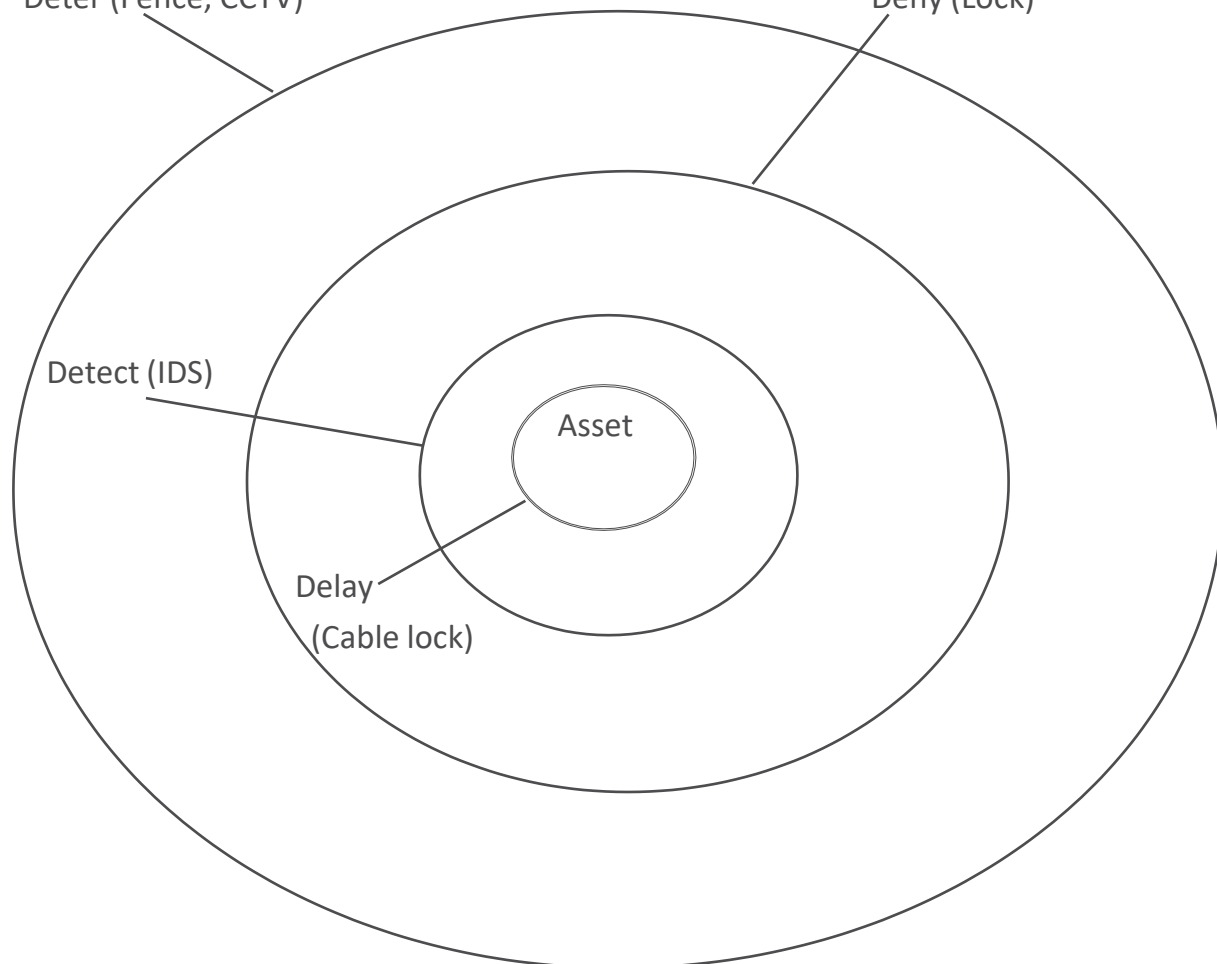 Deter (Fence, CCTV)
Deny (Lock)
Detect (IDS)
Asset
Delay
(Cable lock)